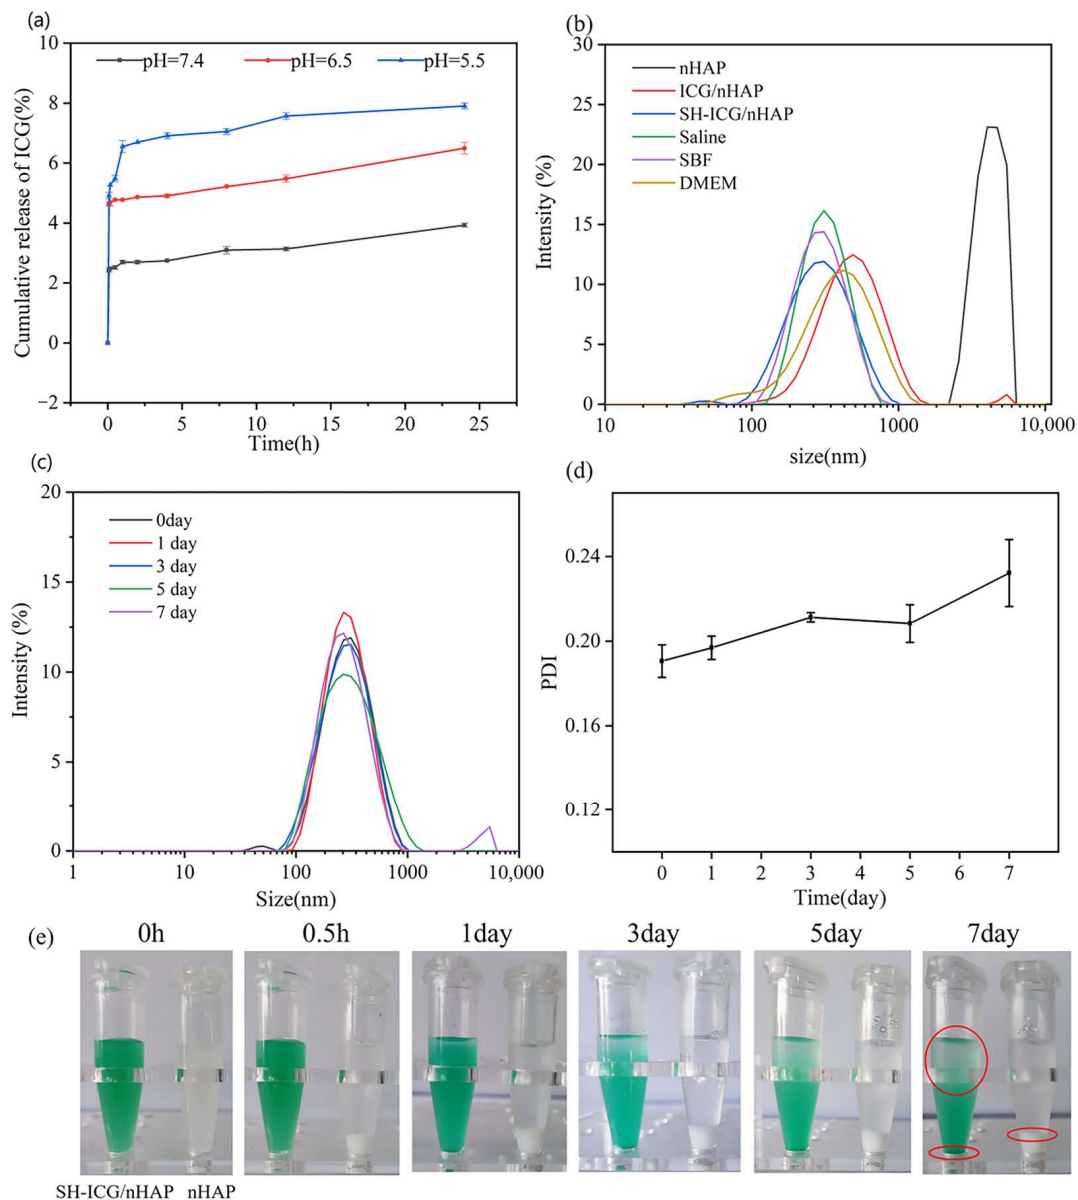 (a)
10
8
6
4
2
0
−2
Cumulative release of ICG(%)
pH=7.4 pH=6.5 pH=5.5
0 5 10 15 20 25
Time(h)
(b)
30
25
20
15
10
5
0
Intensity (%)
nHAP
ICG/nHAP
SH-ICG/nHAP
Saline
SBF
DMEM
10 100 1000 10,000
size(nm)
(c)
20
15
10
5
0
Intensity (%)
0day
1 day
3 day
5 day
7 day
1 10 100 1000 10,000
Size(nm)
(d)
0.24
0.20
0.16
0.12
PDI
0 1 2 3 4 5 6 7
Time(day)
(e)
0h 0.5h 1day 3day 5day 7day
SH-ICG/nHAP nHAP